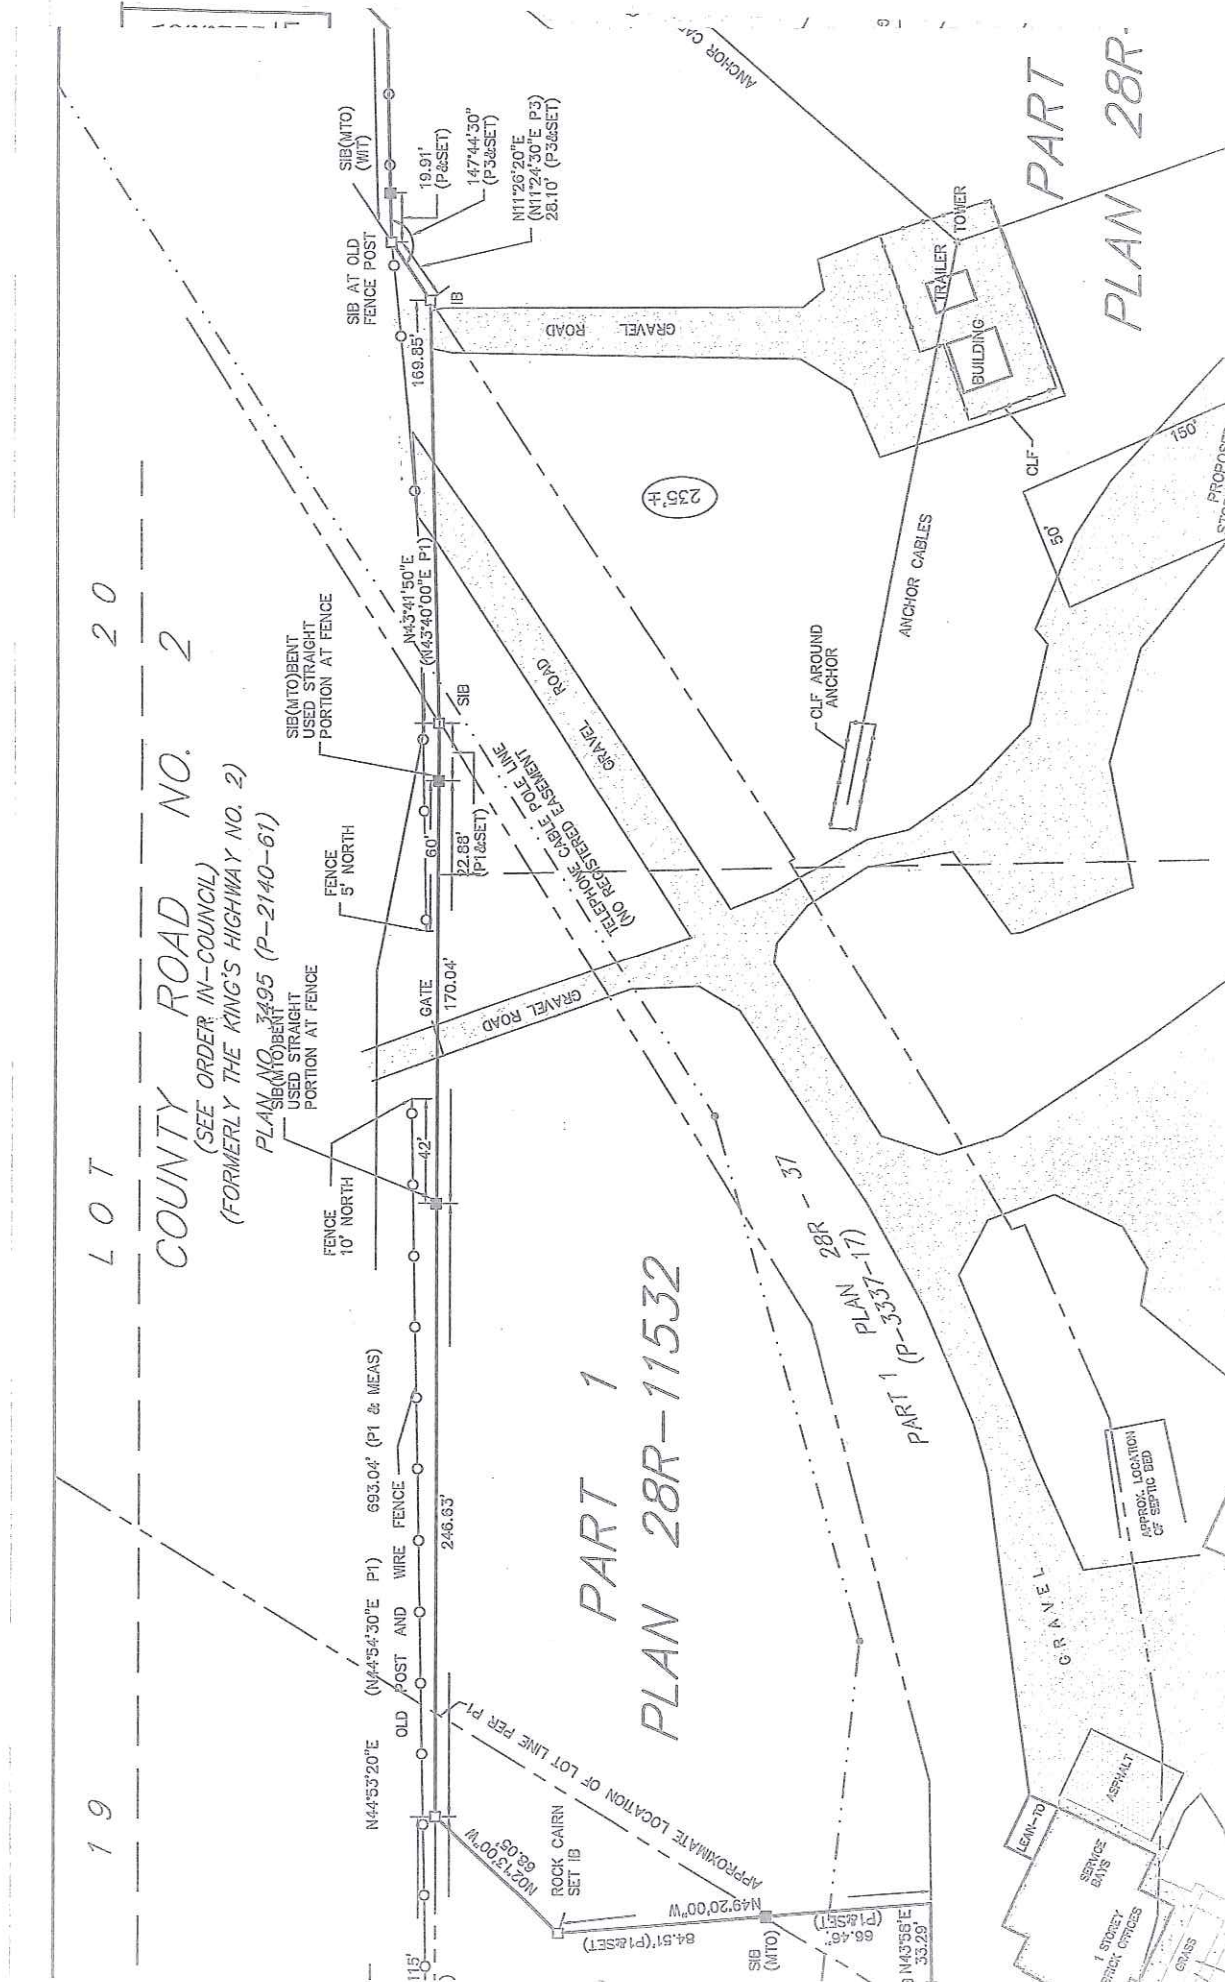 LOT
19
20
COUNTY ROAD NO. 2
(SEE ORDER IN-COUNCIL)
(FORMERLY THE KING'S HIGHWAY NO. 2)
PLAN NO. 3495 (P-2140-61)
SIB(MTO)BENT
USED STRAIGHT
PORTION AT FENCE
SIB(MTO)BENT
USED STRAIGHT
PORTION AT FENCE
FENCE
10' NORTH
FENCE
5' NORTH
SIB AT OLD
FENCE POST
SIB(MTO)
(WIT)
19.91'
(P&SET)
147°44'30"
(P3&SET)
N11°26'20"E
(N11°24'30"E P3)
28.10' (P3&SET)
N44°53'20"E
(N44°54'30"E P1)
693.04' (P1 & MEAS)
OLD POST AND WIRE FENCE
246.63'
42'
GATE
170.04'
60'
22.88'
(P1&SET)
SIB
N43°41'50"E
(N43°40'00"E P1)
169.85'
IB
115'
N02°13'00"W
68.05'
ROCK CAIRN
SET IB
84.51'(P1&SET)
N49°20'00"W
SIB
(MTO)
66.46'
(P1&SET)
N43°58'E
33.29'
APPROXIMATE LOCATION OF LOT LINE PER P1
PART 1
PLAN 28R-11532
GRAVEL ROAD
TELEPHONE CABLE POLE LINE
(NO REGISTERED EASEMENT
GRAVEL ROAD
GRAVEL
ROAD
235'±
PART 1 PLAN 28R - 37
(P-3337-17)
CLF AROUND
ANCHOR
ANCHOR CABLES
ANCHOR
BUILDING
TRAILER
TOWER
CLF
PART
PLAN 28R-
50'
150'
GRAVEL
APPROX. LOCATION
OF SEPTIC BED
LEAN-TO
ASPHALT
SERVICE
BAYS
1 STOREY
OFFICES
GRASS